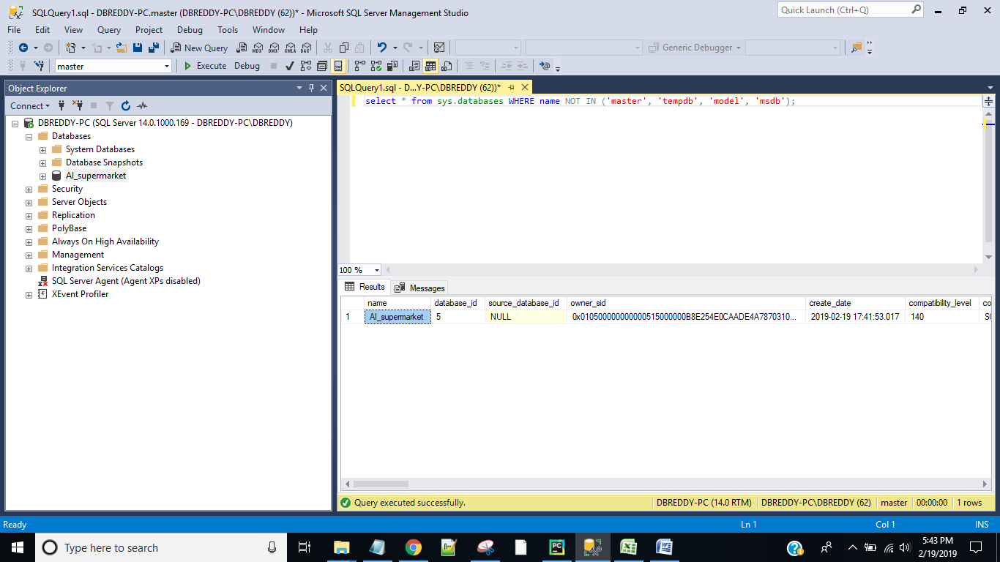 SQLQuery1.sql - DBREDDY-PC.master (DBREDDY-PC\DBREDDY (62))* - Microsoft SQL Server Management Studio
Quick Launch (Ctrl+Q)
File Edit View Query Project Debug Tools Window Help
New Query
MDX DMX XMLA DAX
Generic Debugger
master
Execute Debug
Object Explorer
Connect
DBREDDY-PC (SQL Server 14.0.1000.169 - DBREDDY-PC\DBREDDY)
Databases
System Databases
Database Snapshots
AI_supermarket
Security
Server Objects
Replication
PolyBase
Always On High Availability
Management
Integration Services Catalogs
SQL Server Agent (Agent XPs disabled)
XEvent Profiler
SQLQuery1.sql - D...Y-PC\DBREDDY (62))*
select * from sys.databases WHERE name NOT IN ('master', 'tempdb', 'model', 'msdb');
100 %
Results Messages
name database_id source_database_id owner_sid create_date compatibility_level co
1 AI_supermarket 5 NULL 0x010500000000000515000000B8E254E0CAADE4A7870310... 2019-02-19 17:41:53.017 140 SC
Query executed successfully. DBREDDY-PC (14.0 RTM) DBREDDY-PC\DBREDDY (62) master 00:00:00 1 rows
Ready Ln 1 Col 1 INS
Type here to search
PC
5:43 PM
2/19/2019